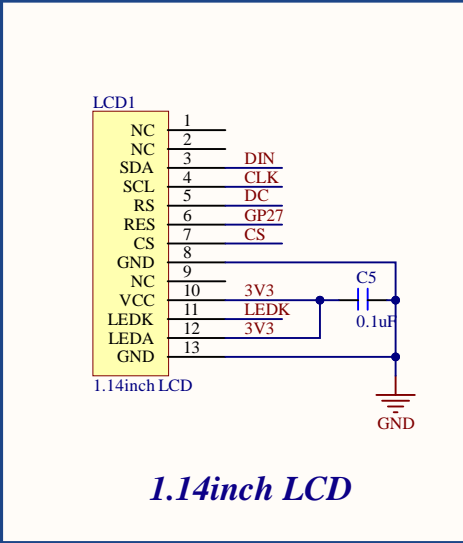 LCD1
NC 1
NC 2
SDA 3 DIN
SCL 4 CLK
RS 5 DC
RES 6 GP27
CS 7 CS
GND 8
NC 9
VCC 10 3V3
LEDK 11 LEDK
LEDA 12 3V3
GND 13
C5
0.1uF
1.14inch LCD
GND
1.14inch LCD